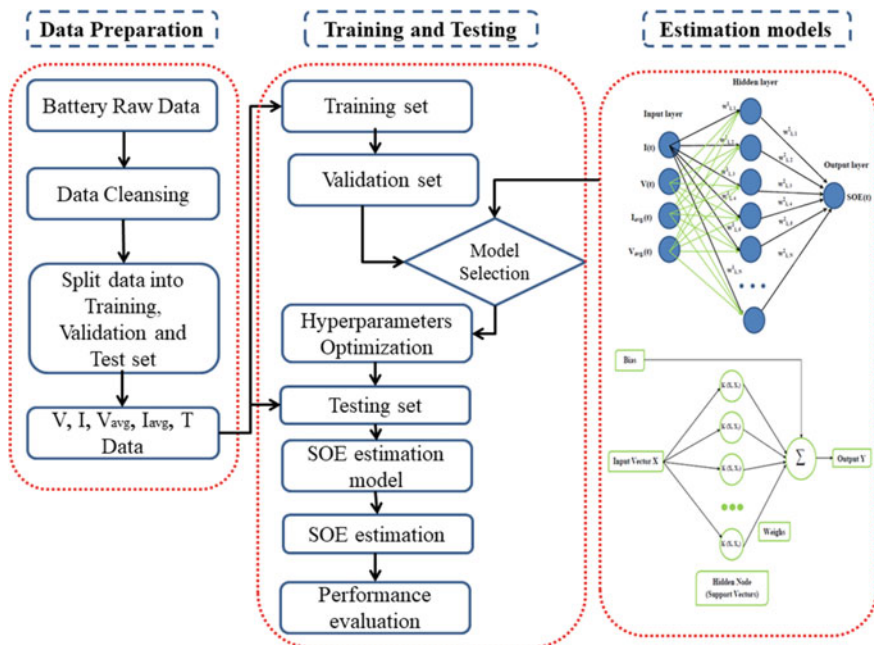 Data Preparation
Training and Testing
Estimation models
Battery Raw Data
Data Cleansing
Split data into
Training,
Validation and
Test set
V, I, Vavg, Iavg, T
Data
Training set
Validation set
Model
Selection
Hyperparameters
Optimization
Testing set
SOE estimation
model
SOE estimation
Performance
evaluation
Hidden layer
Input layer
Output layer
I(t)
V(t)
Iavg(t)
Vavg(t)
SOE(t)
Bias
Input Vector X
Σ
Output Y
Weighs
Hidden Node
(Support Vectors)